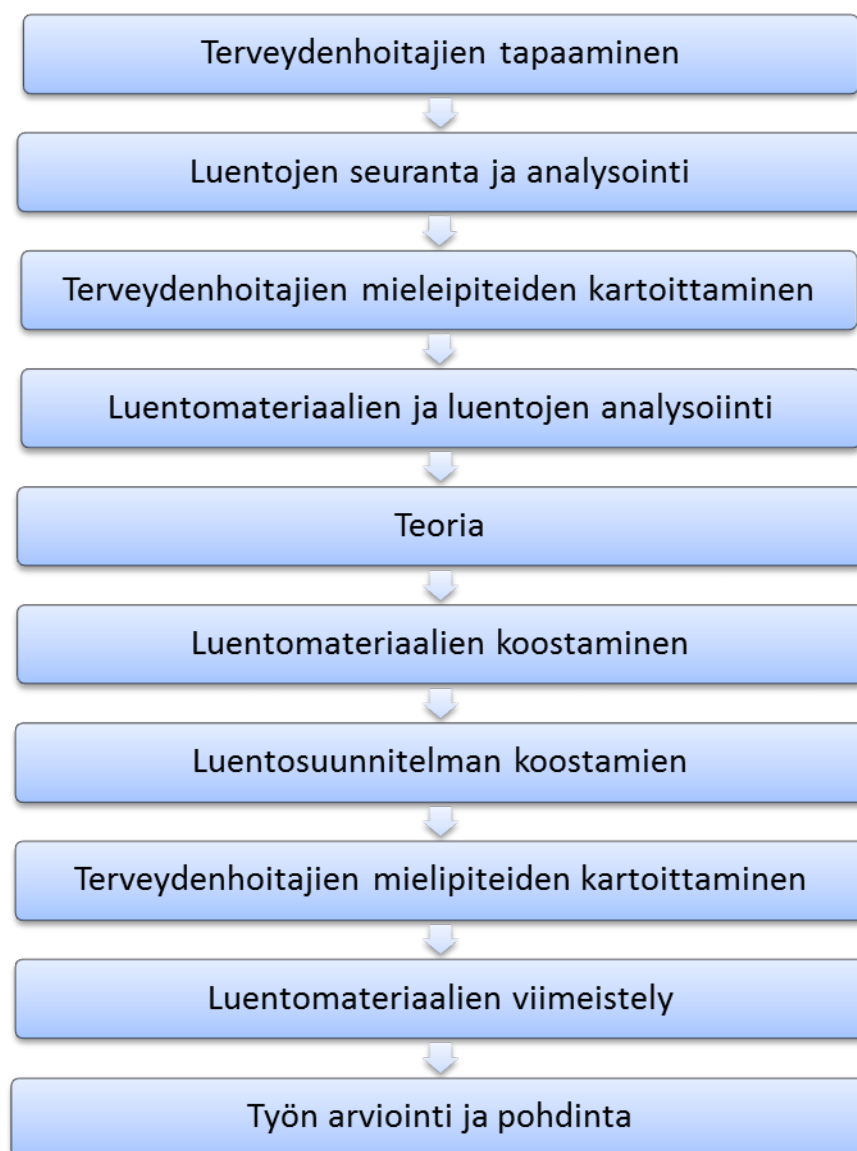 Terveydenhoitajien tapaaminen
Luentojen seuranta ja analysointi
Terveydenhoitajien mieleipiteiden kartoittaminen
Luentomateriaalien ja luentojen analysoiinti
Teoria
Luentomateriaalien koostaminen
Luentosuunnitelman koostamien
Terveydenhoitajien mielipiteiden kartoittaminen
Luentomateriaalien viimeistely
Työn arviointi ja pohdinta